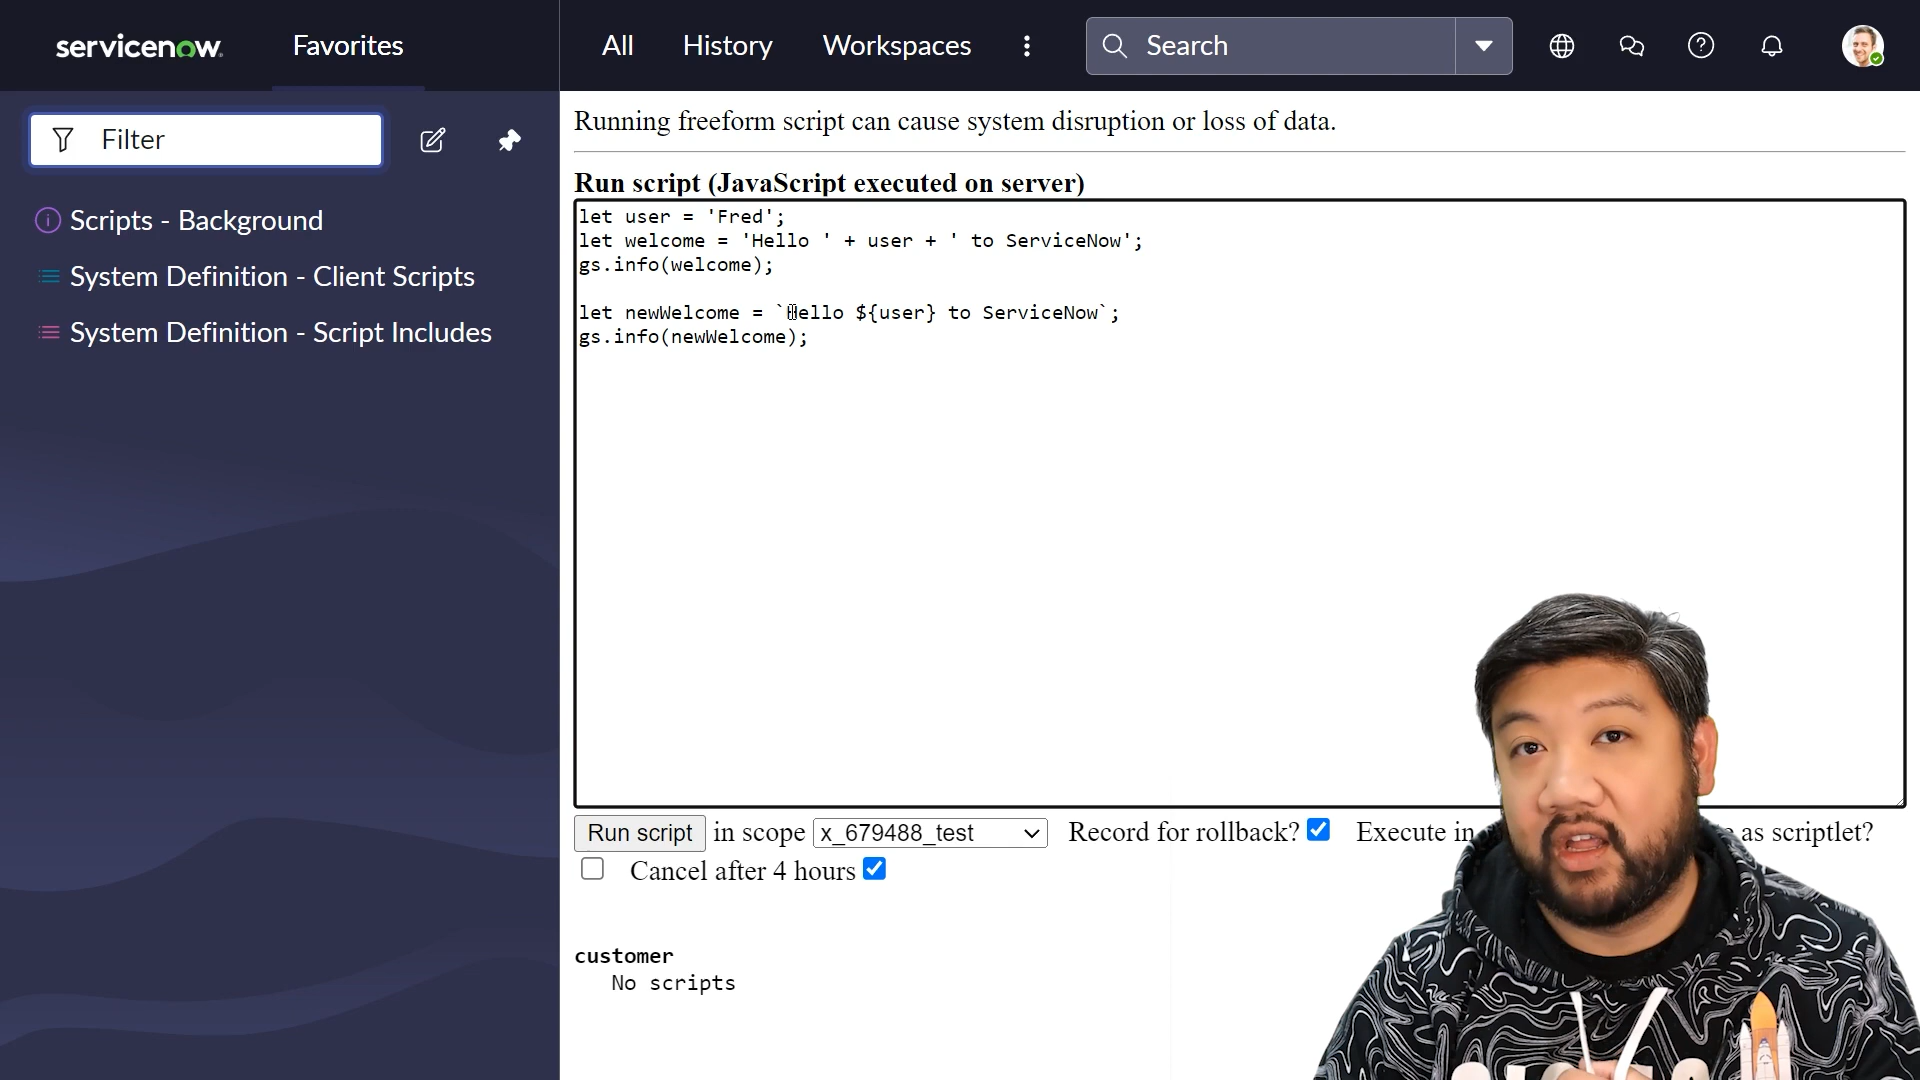 servicenow.
Favorites
All
History
Workspaces
Search
Filter
Scripts - Background
System Definition - Client Scripts
System Definition - Script Includes
Running freeform script can cause system disruption or loss of data.
Run script (JavaScript executed on server)
let user = 'Fred';
let welcome = 'Hello ' + user + ' to ServiceNow';
gs.info(welcome);
let newWelcome = `Hello ${user} to ServiceNow`;
gs.info(newWelcome);
Run script in scope x_679488_test Record for rollback? Execute in as scriptlet?
Cancel after 4 hours
customer
No scripts